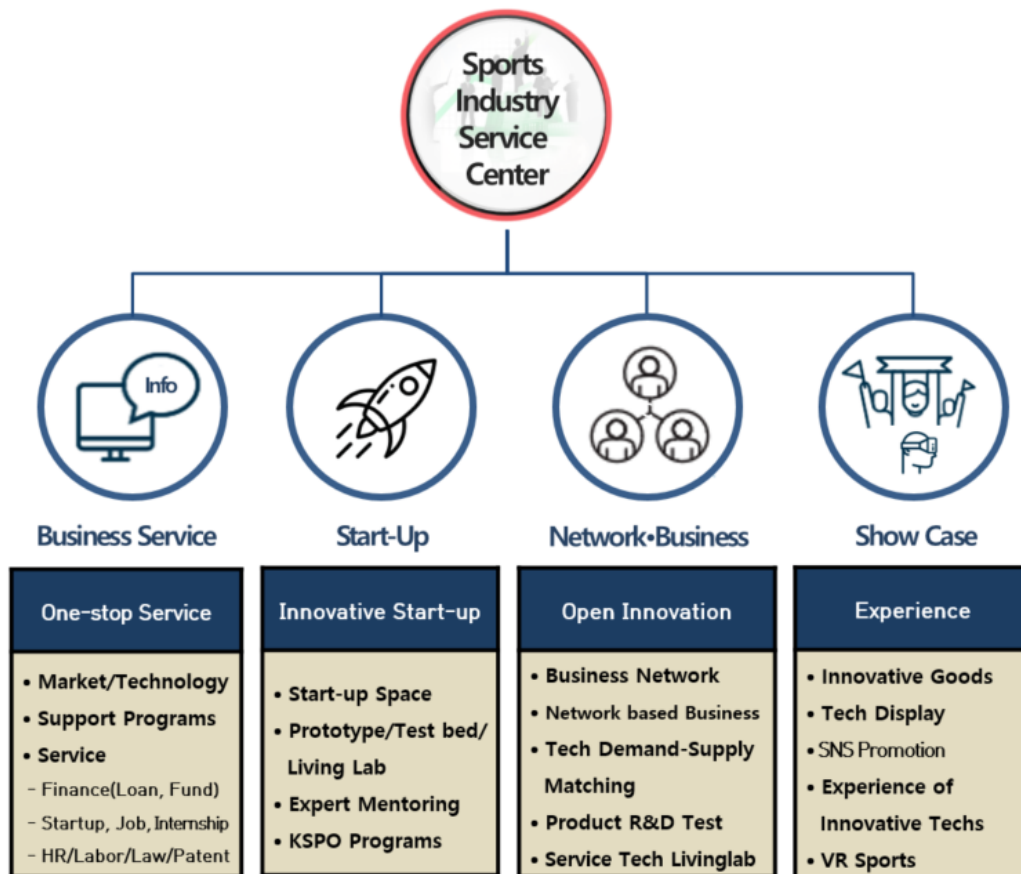 Sports
Industry
Service
Center
Info
Business Service
Start-Up
Network•Business
Show Case
One-stop Service
• Market/Technology
• Support Programs
• Service
- Finance(Loan, Fund)
- Startup, Job, Internship
- HR/Labor/Law/Patent
Innovative Start-up
• Start-up Space
• Prototype/Test bed/
Living Lab
• Expert Mentoring
• KSPO Programs
Open Innovation
• Business Network
• Network based Business
• Tech Demand-Supply
Matching
• Product R&D Test
• Service Tech Livinglab
Experience
• Innovative Goods
• Tech Display
• SNS Promotion
• Experience of
Innovative Techs
• VR Sports